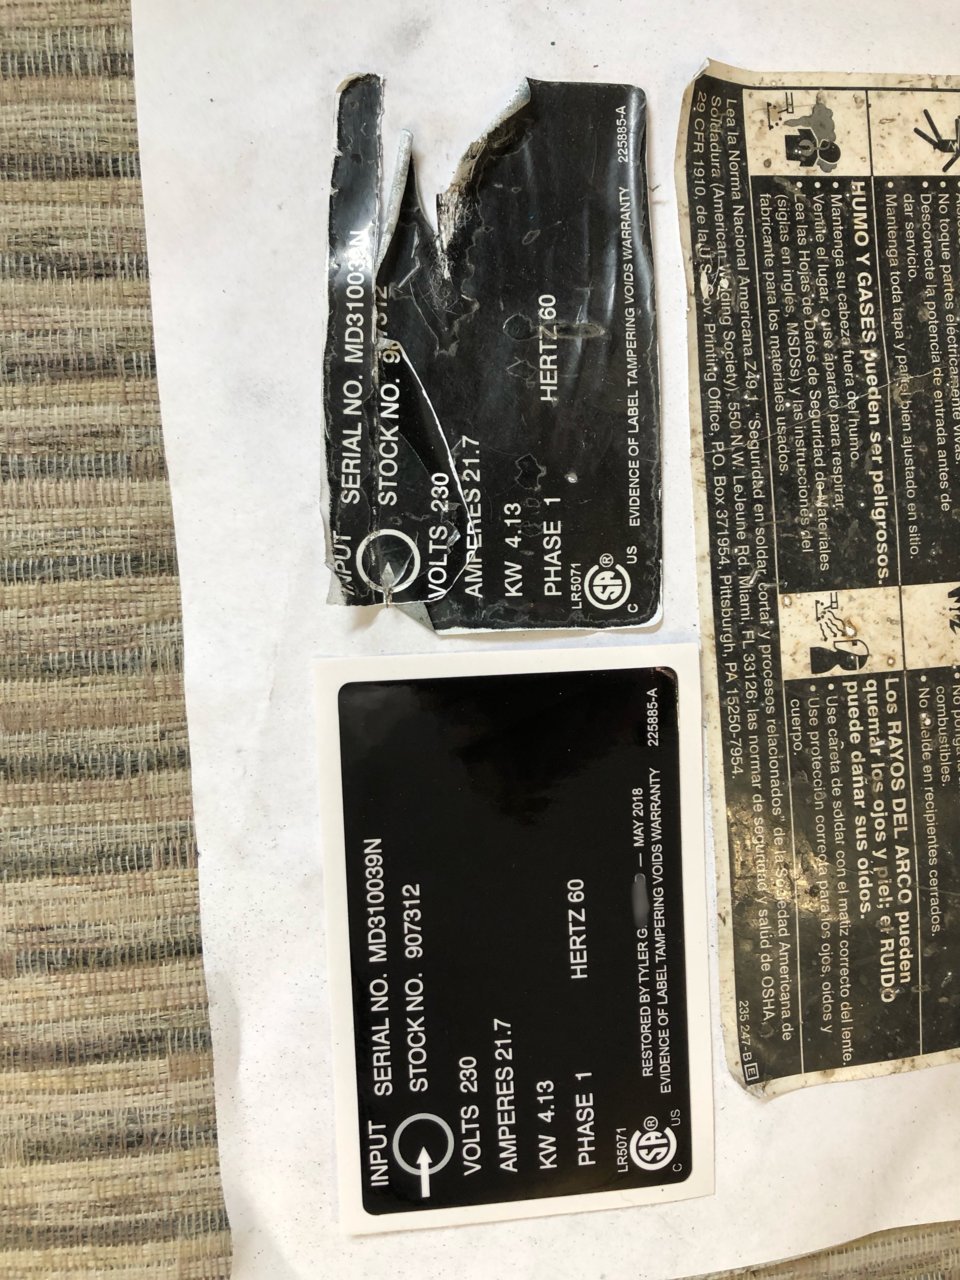 INPUT
SERIAL NO. MD310039N
STOCK NO. 907312
VOLTS 230
AMPERES 21.7
KW 4.13
PHASE 1
HERTZ 60
LR5071
SA®
C US
EVIDENCE OF LABEL TAMPERING VOIDS WARRANTY
225885-A
INPUT
SERIAL NO. MD310039N
STOCK NO. 907312
VOLTS 230
AMPERES 21.7
KW 4.13
PHASE 1
HERTZ 60
LR5071
SA®
C US
RESTORED BY TYLER G. — MAY 2018
EVIDENCE OF LABEL TAMPERING VOIDS WARRANTY
225885-A
• No toque partes eléctricamente vivas.
Desconecte la potencia de entrada antes de
dar servicio.
• Mantenga toda tapa y panel bien ajustado en sitio.
HUMO Y GASES pueden ser peligrosos.
• Mantenga su cabeza fuera del humo.
• Ventile el lugar, o use aparato para respirar.
• Lea las Hojas de Datos de Seguridad de Materiales
(siglas en inglés, MSDSs) y las instrucciones del
fabricante para los materiales usados.
combustibles.
• No suelde en recipientes cerrados.
Los RAYOS DEL ARCO pueden
quemar los ojos y piel; el RUIDO
puede dañar sus oídos.
• Use careta de soldar con el matiz correcto del lente.
• Use protección correcta para los ojos, oídos y
cuerpo.
Lea la Norma Nacional Americana Z49.1, "Seguridad en soldar, cortar y procesos relacionados" de la Sociedad Americana de
Soldadura (American Welding Society), 550 N.W. LeJeune Rd, Miami, FL 33126; las normar de seguridad y salud de OSHA,
29 CFR 1910, de la U.S. Gov. Printing Office, P.O. Box 371954, Pittsburgh, PA 15250-7954.
235 247-B E